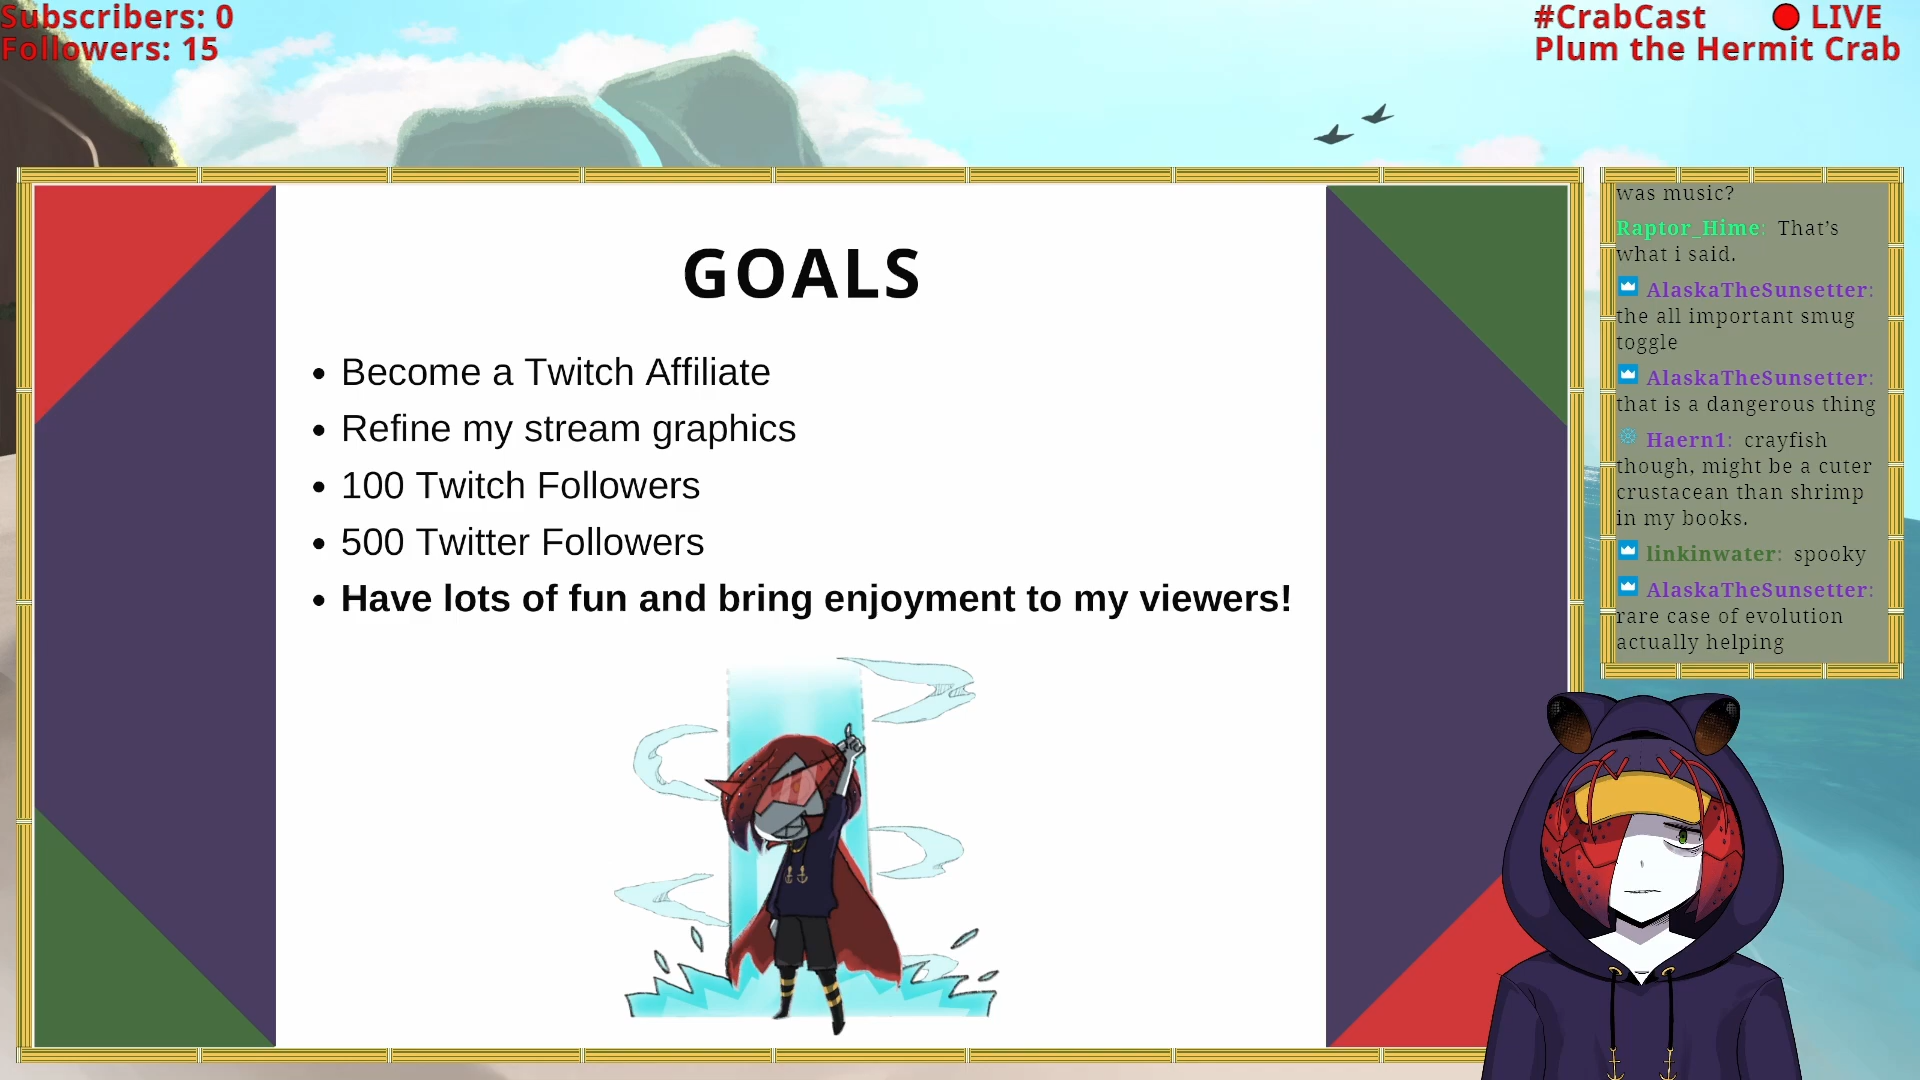 Subscribers: 0
Followers: 15
#CrabCast LIVE
Plum the Hermit Crab
GOALS
• Become a Twitch Affiliate
• Refine my stream graphics
• 100 Twitch Followers
• 500 Twitter Followers
• Have lots of fun and bring enjoyment to my viewers!
was music?
Raptor_Hime: That's
what i said.
AlaskaTheSunsetter:
the all important smug
toggle
AlaskaTheSunsetter:
that is a dangerous thing
Haern1: crayfish
though, might be a cuter
crustacean than shrimp
in my books.
linkinwater: spooky
AlaskaTheSunsetter:
rare case of evolution
actually helping